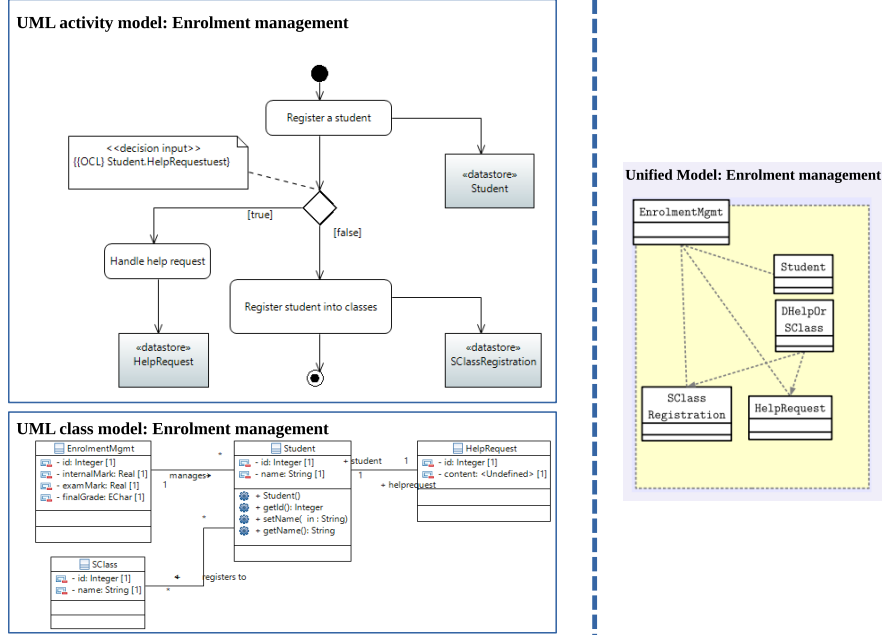 UML activity model: Enrolment management
Register a student
<<decision input>>
{{OCL} Student.HelpRequestuest}
«datastore»
Student
[true]
[false]
Handle help request
Register student into classes
«datastore»
HelpRequest
«datastore»
SClassRegistration
UML class model: Enrolment management
EnrolmentMgmt
- id: Integer [1]
- internalMark: Real [1]
- examMark: Real [1]
- finalGrade: EChar [1]
*
manages
1
Student
- id: Integer [1]
- name: String [1]
+ Student()
+ getId(): Integer
+ setName( in : String)
+ getName(): String
+ student
1
1
+ helprequest
HelpRequest
- id: Integer [1]
- content: <Undefined> [1]
*
SClass
- id: Integer [1]
- name: String [1]
registers to
*
Unified Model: Enrolment management
EnrolmentMgmt
Student
DHelpOr
SClass
SClass
Registration
HelpRequest